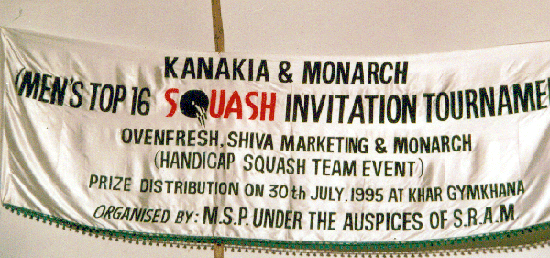 KANAKIA & MONARCH
(MEN'S TOP 16 SQUASH INVITATION TOURNAME
OVENFRESH, SHIVA MARKETING & MONARCH
(HANDICAP SQUASH TEAM EVENT)
PRIZE DISTRIBUTION ON 30th JULY. 1995 AT KHAR GYMKHANA
ORGANISED BY: M.S.P. UNDER THE AUSPICES OF S.R.A.M